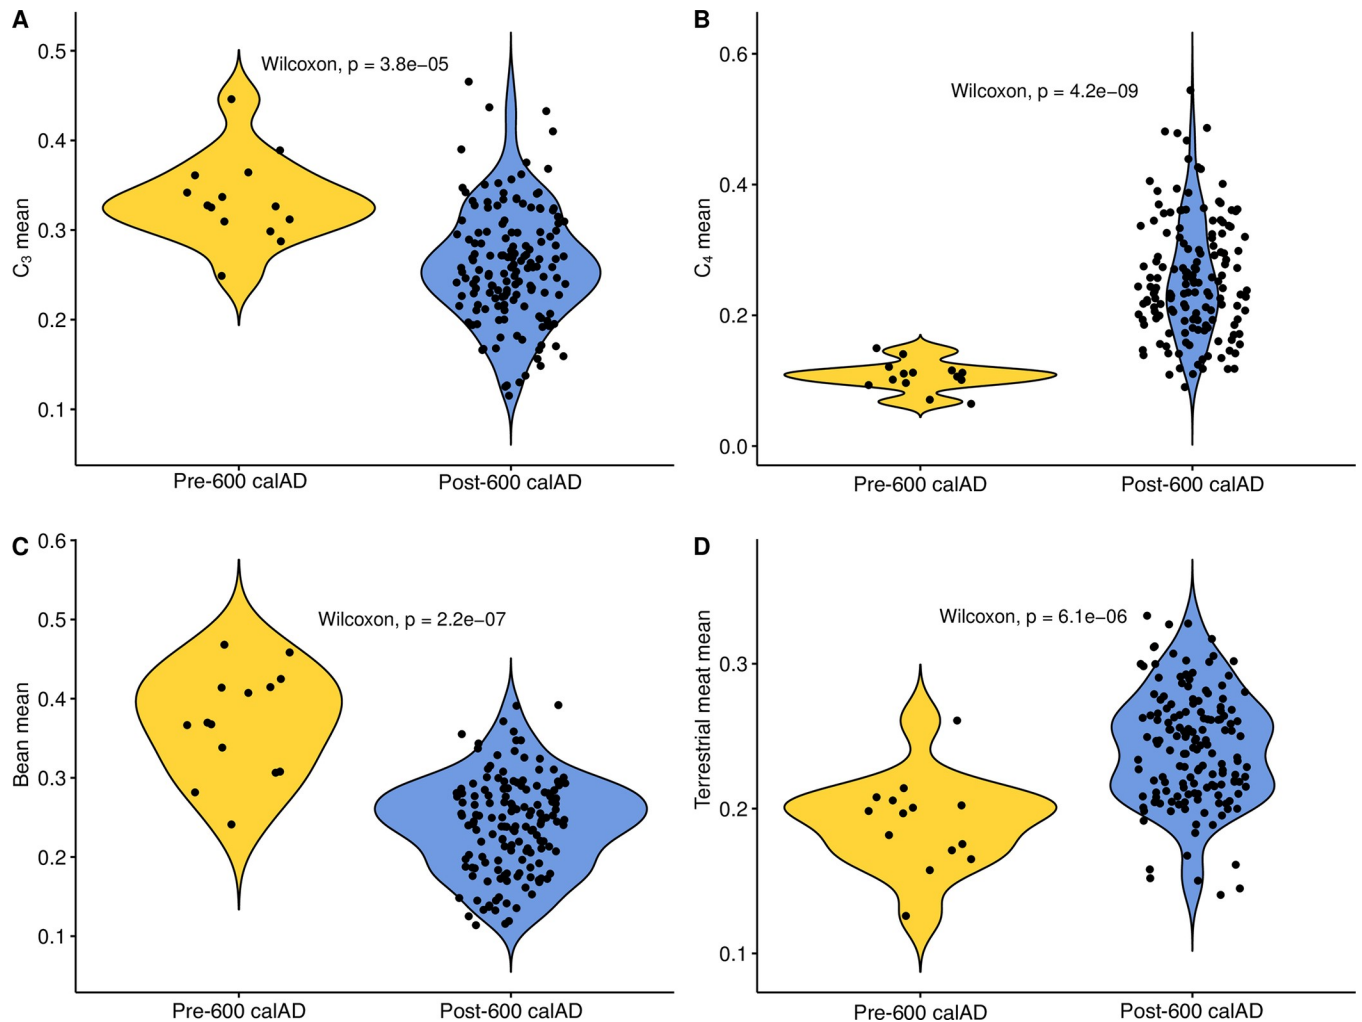 A
0.5
0.4
0.3
0.2
0.1
C₃ mean
Wilcoxon, p = 3.8e−05
Pre-600 calAD
Post-600 calAD
B
0.6
0.4
0.2
0.0
C₄ mean
Wilcoxon, p = 4.2e−09
Pre-600 calAD
Post-600 calAD
C
0.6
0.5
0.4
0.3
0.2
0.1
Bean mean
Wilcoxon, p = 2.2e−07
Pre-600 calAD
Post-600 calAD
D
0.3
0.2
0.1
Terrestrial meat mean
Wilcoxon, p = 6.1e−06
Pre-600 calAD
Post-600 calAD